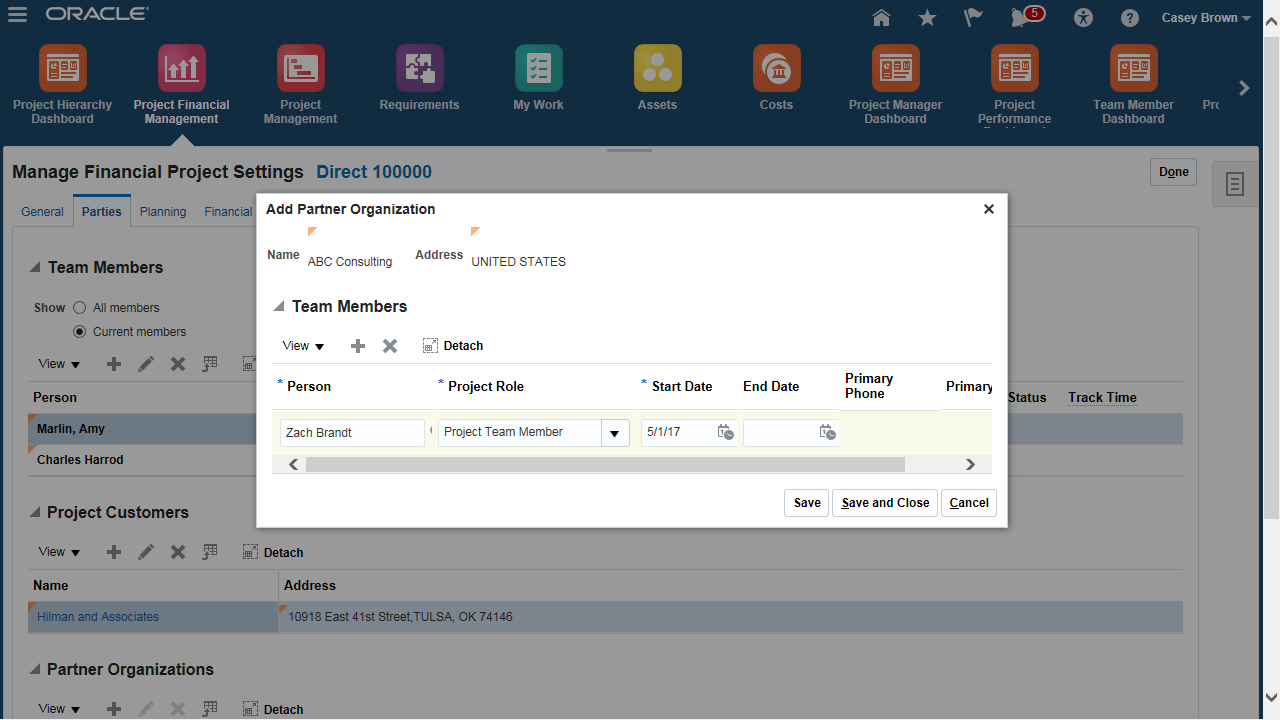 ORACLE
5
Casey Brown
Project Hierarchy
Dashboard
Project Financial
Management
Project
Management
Requirements
My Work
Assets
Costs
Project Manager
Dashboard
Project
Performance
Team Member
Dashboard
Pro
Manage Financial Project Settings Direct 100000
Done
General Parties Planning Financial
Team Members
Show All members
Current members
View
Person
Status Track Time
Marlin, Amy
Charles Harrod
Add Partner Organization
Name ABC Consulting Address UNITED STATES
Team Members
View Detach
* Person * Project Role * Start Date End Date Primary
Phone Primary
Zach Brandt Project Team Member 5/1/17
Save Save and Close Cancel
Project Customers
View Detach
Name Address
Hilman and Associates 10918 East 41st Street,TULSA, OK 74146
Partner Organizations
View Detach